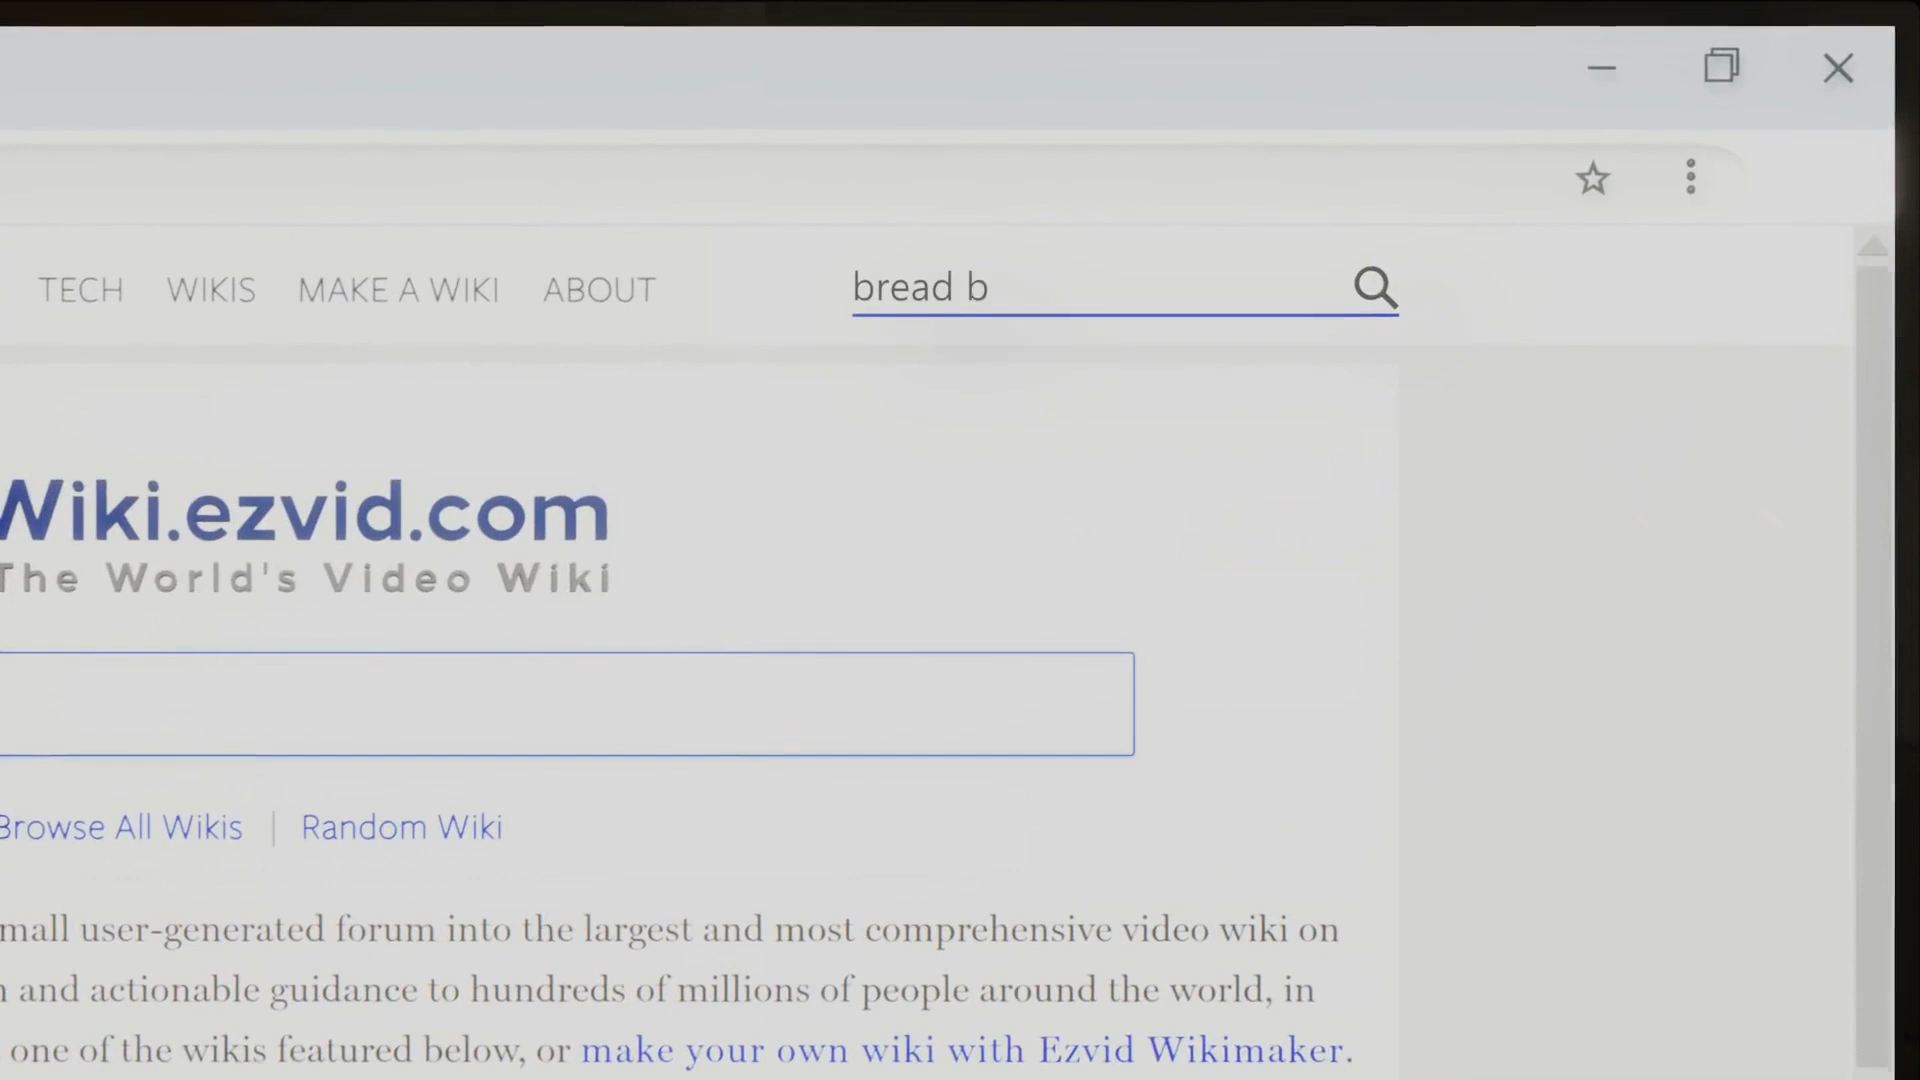 TECH WIKIS MAKE A WIKI ABOUT bread b
Wiki.ezvid.com
The World's Video Wiki
Browse All Wikis | Random Wiki
mall user-generated forum into the largest and most comprehensive video wiki on
and actionable guidance to hundreds of millions of people around the world, in
one of the wikis featured below, or make your own wiki with Ezvid Wikimaker.